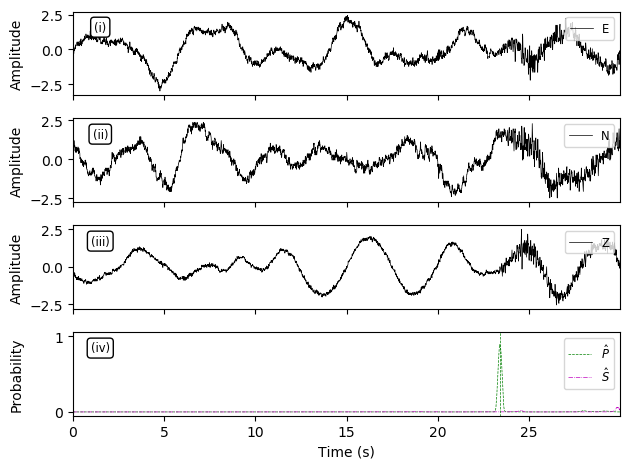 2.5
0.0
−2.5
Amplitude
(i)
E
2.5
0.0
−2.5
Amplitude
(ii)
N
2.5
0.0
−2.5
Amplitude
(iii)
Z
1
0
Probability
(iv)
P̂
Ŝ
0 5 10 15 20 25
Time (s)